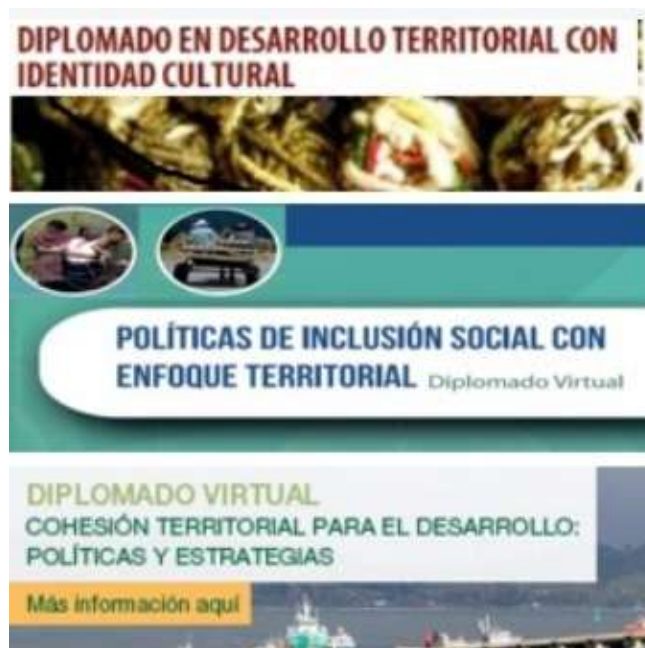 DIPLOMADO EN DESARROLLO TERRITORIAL CON
IDENTIDAD CULTURAL
POLÍTICAS DE INCLUSIÓN SOCIAL CON
ENFOQUE TERRITORIAL Diplomado Virtual
DIPLOMADO VIRTUAL
COHESIÓN TERRITORIAL PARA EL DESARROLLO:
POLÍTICAS Y ESTRATEGIAS
Más información aquí